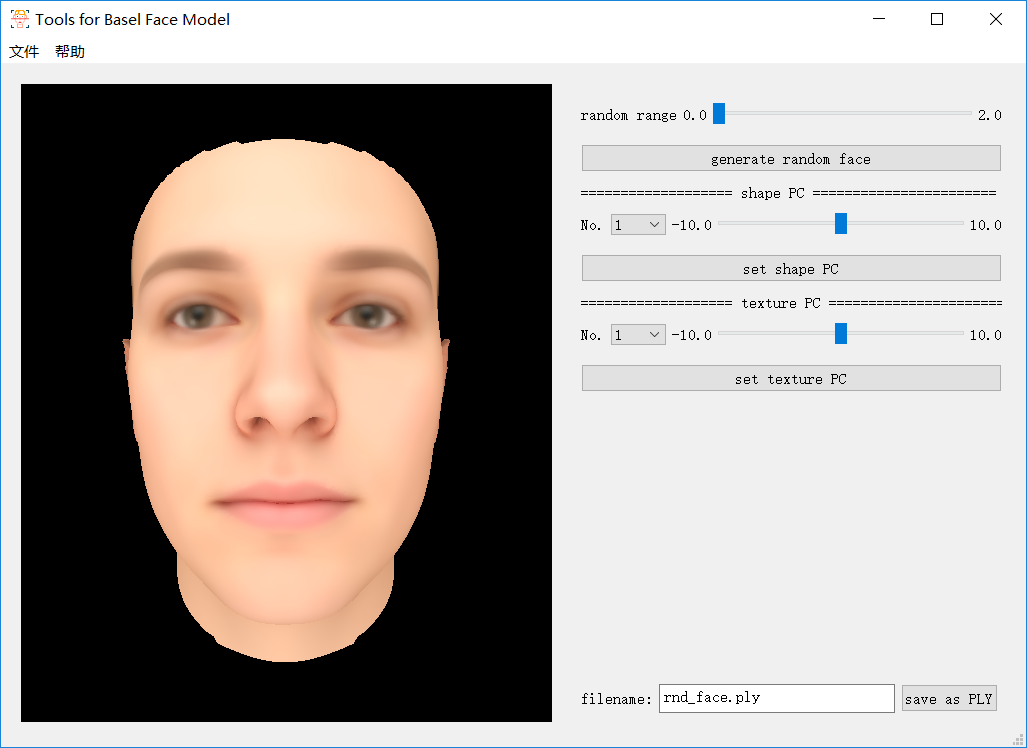 Tools for Basel Face Model
文件 帮助
random range 0.0 2.0
generate random face
=================== shape PC =======================
No. 1 -10.0 10.0
set shape PC
=================== texture PC ======================
No. 1 -10.0 10.0
set texture PC
filename: rnd_face.ply save as PLY